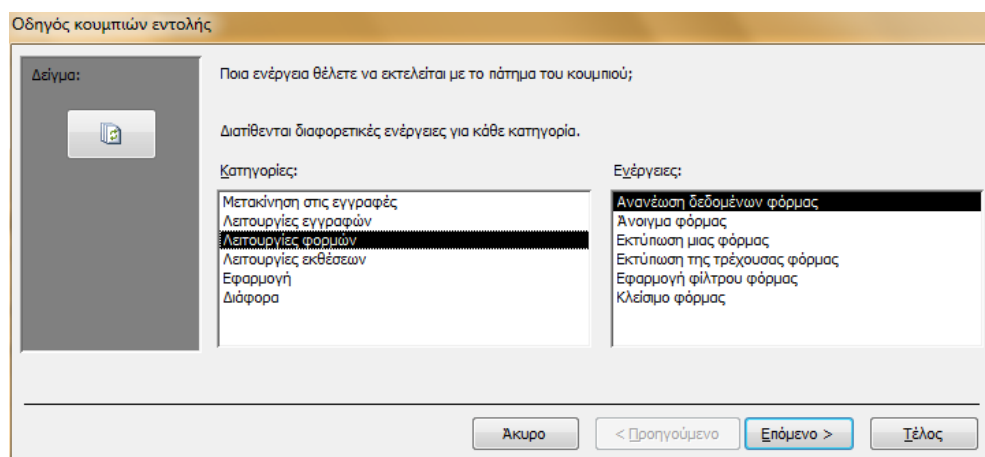 Οδηγός κουμπιών εντολής
Δείγμα:
Ποια ενέργεια θέλετε να εκτελείται με το πάτημα του κουμπιού;
Διατίθενται διαφορετικές ενέργειες για κάθε κατηγορία.
Κατηγορίες:
Μετακίνηση στις εγγραφές
Λειτουργίες εγγραφών
Λειτουργίες φορμών
Λειτουργίες εκθέσεων
Εφαρμογή
Διάφορα
Ενέργειες:
Ανανέωση δεδομένων φόρμας
Άνοιγμα φόρμας
Εκτύπωση μιας φόρμας
Εκτύπωση της τρέχουσας φόρμας
Εφαρμογή φίλτρου φόρμας
Κλείσιμο φόρμας
Άκυρο < Προηγούμενο Επόμενο > Τέλος